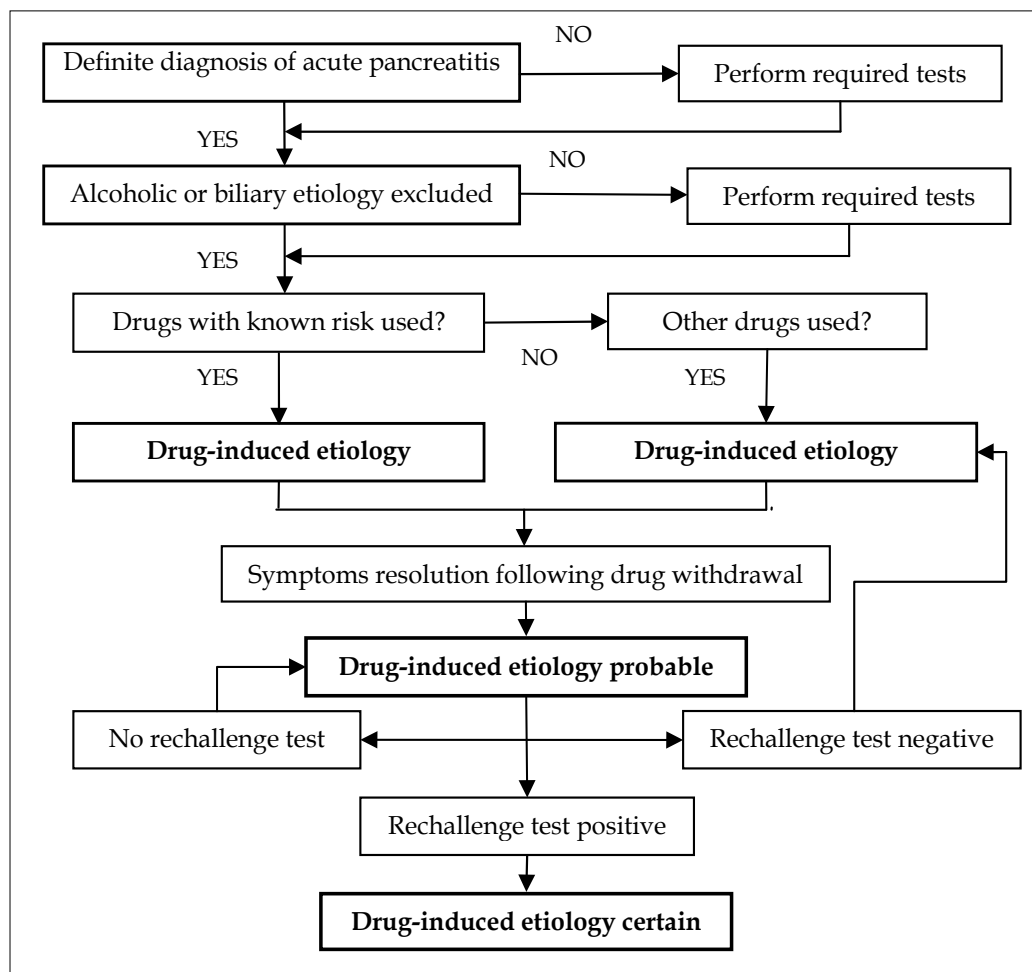 NO
Definite diagnosis of acute pancreatitis
Perform required tests
YES
NO
Alcoholic or biliary etiology excluded
Perform required tests
YES
Drugs with known risk used?
Other drugs used?
NO
YES
YES
Drug-induced etiology
Drug-induced etiology
Symptoms resolution following drug withdrawal
Drug-induced etiology probable
No rechallenge test
Rechallenge test negative
Rechallenge test positive
Drug-induced etiology certain